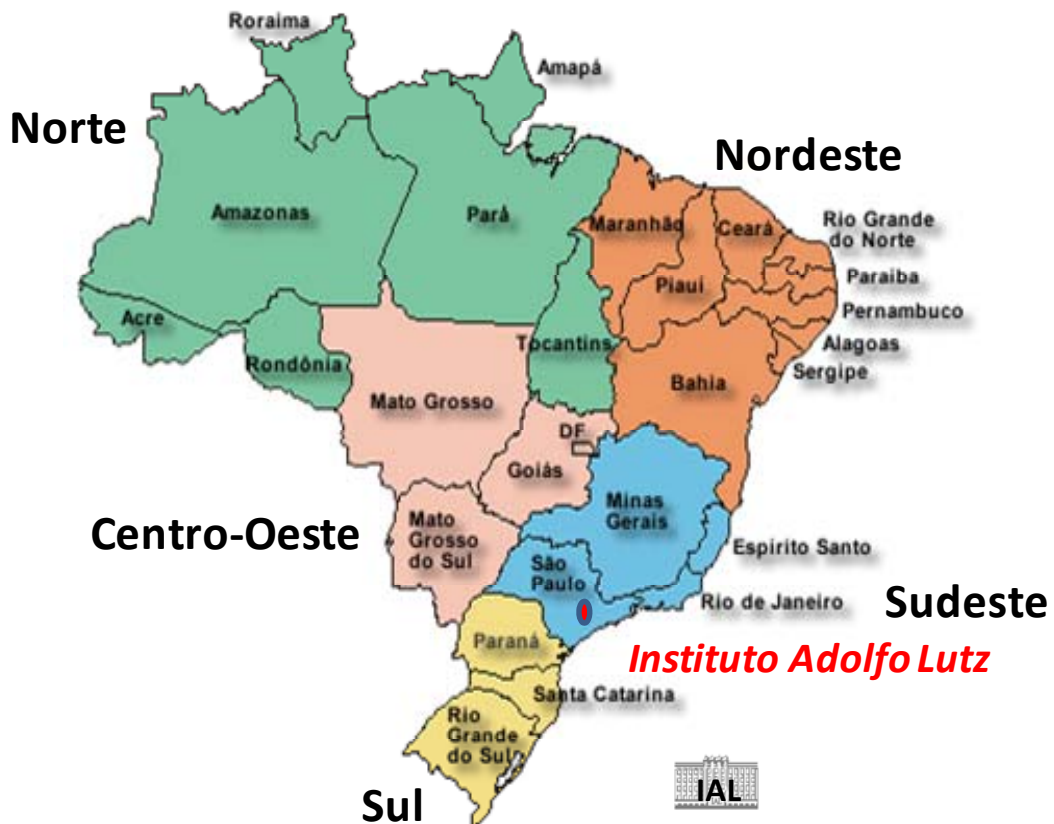 Roraima
Amapá
Norte
Nordeste
Amazonas
Pará
Maranhão
Ceará
Rio Grande
do Norte
Piauí
Paraiba
Pernambuco
Acre
Rondônia
Tocantins
Alagoas
Sergipe
Bahia
Mato Grosso
DF
Goiás
Minas
Gerais
Centro-Oeste
Mato
Grosso
do Sul
São
Paulo
Espirito Santo
Rio de Janeiro
Sudeste
Paraná
Instituto Adolfo Lutz
Santa Catarina
Rio
Grande
do Sul
IAL
Sul